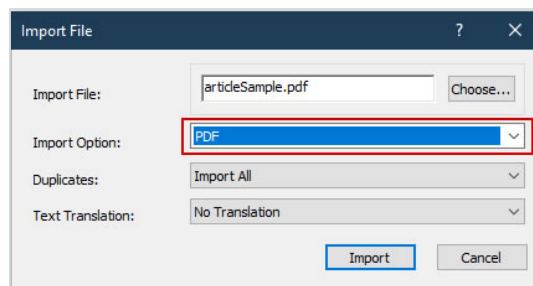 Import File
?
Import File: articleSample.pdf Choose...
Import Option: PDF
Duplicates: Import All
Text Translation: No Translation
Import Cancel